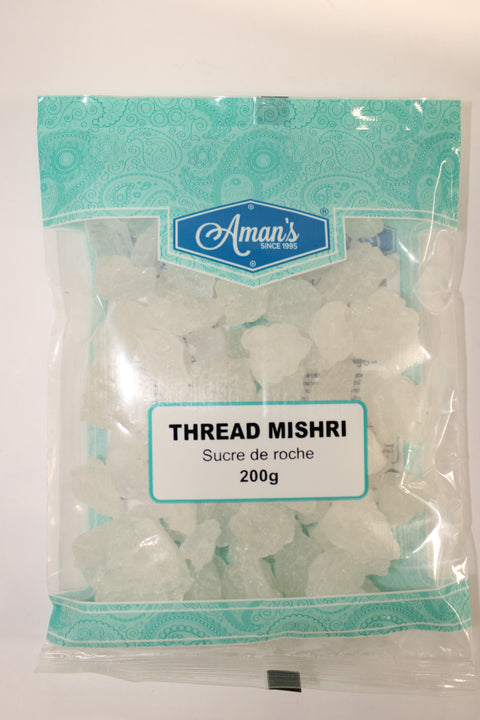 Aman's
SINCE 1995
THREAD MISHRI
Sucre de roche
200g